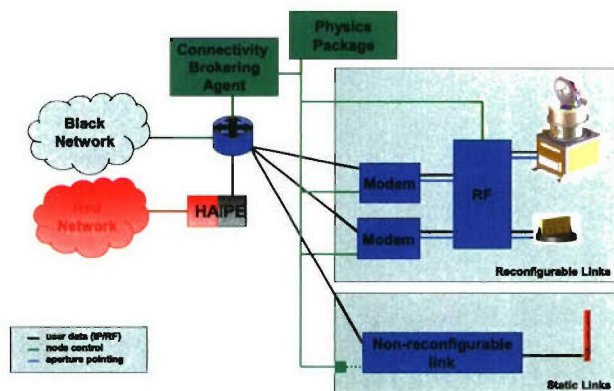 Physics
Package
Connectivity
Brokering
Agent
Black
Network
Red
Network
HAIPE
Modem
Modem
RF
Reconfigurable Links
Non-reconfigurable
link
Static Links
user data (IP/RF)
node control
aperture pointing